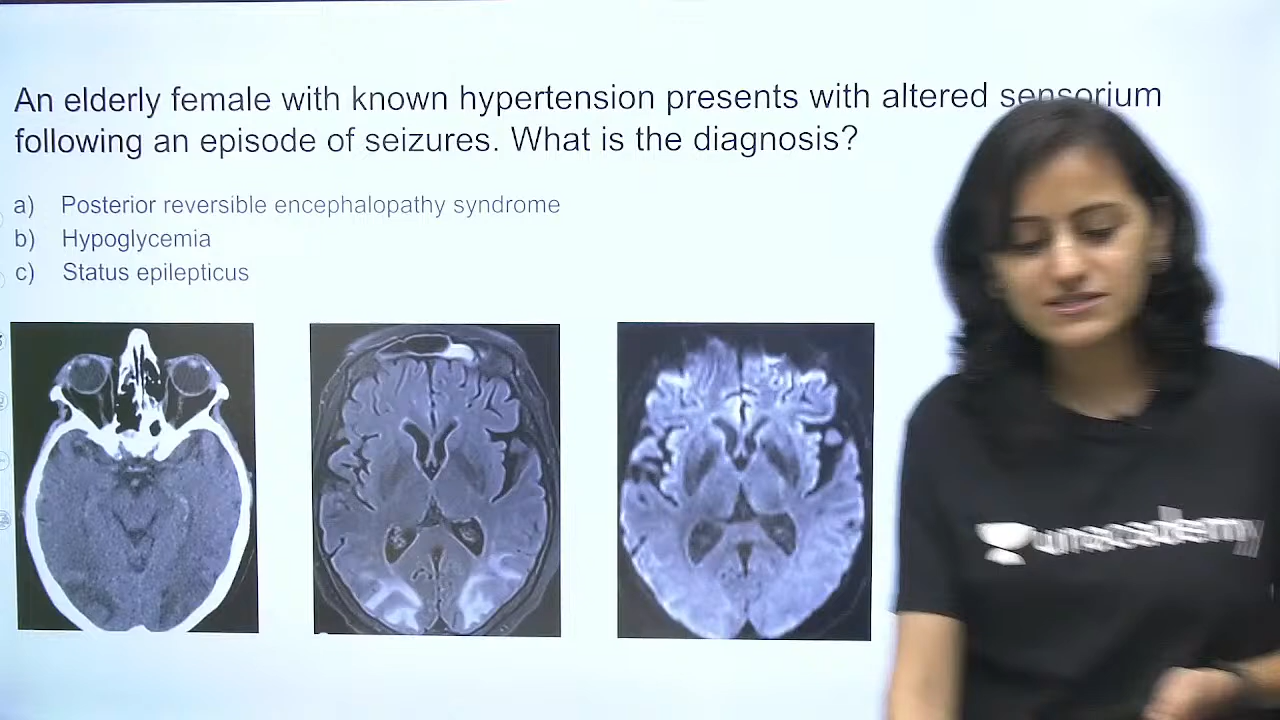 An elderly female with known hypertension presents with altered sensorium
following an episode of seizures. What is the diagnosis?
a) Posterior reversible encephalopathy syndrome
b) Hypoglycemia
c) Status epilepticus
unacademy